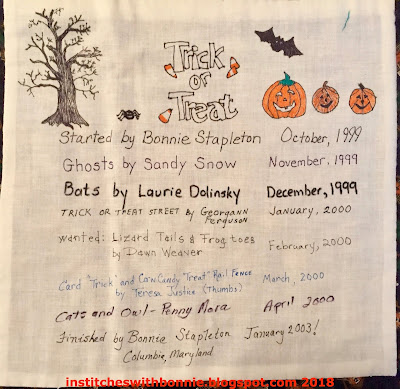 Trick
or
Treat
Started by Bonnie Stapleton October, 1999
Ghosts by Sandy Snow November, 1999
Bats by Laurie Dolinsky December, 1999
TRICK OR TREAT STREET by Georgann Ferguson January, 2000
wanted: Lizard Tails & Frog toes
by Dawn Weaver February, 2000
Card "Trick" and Corn Candy "Treat" Rail Fence March, 2000
by Teresa Justice (Thumbs)
Cats and Owl - Penny Mora April 2000
Finished by Bonnie Stapleton January 2003!
Columbia, Maryland
institcheswithbonnie.blogspot.com 2018